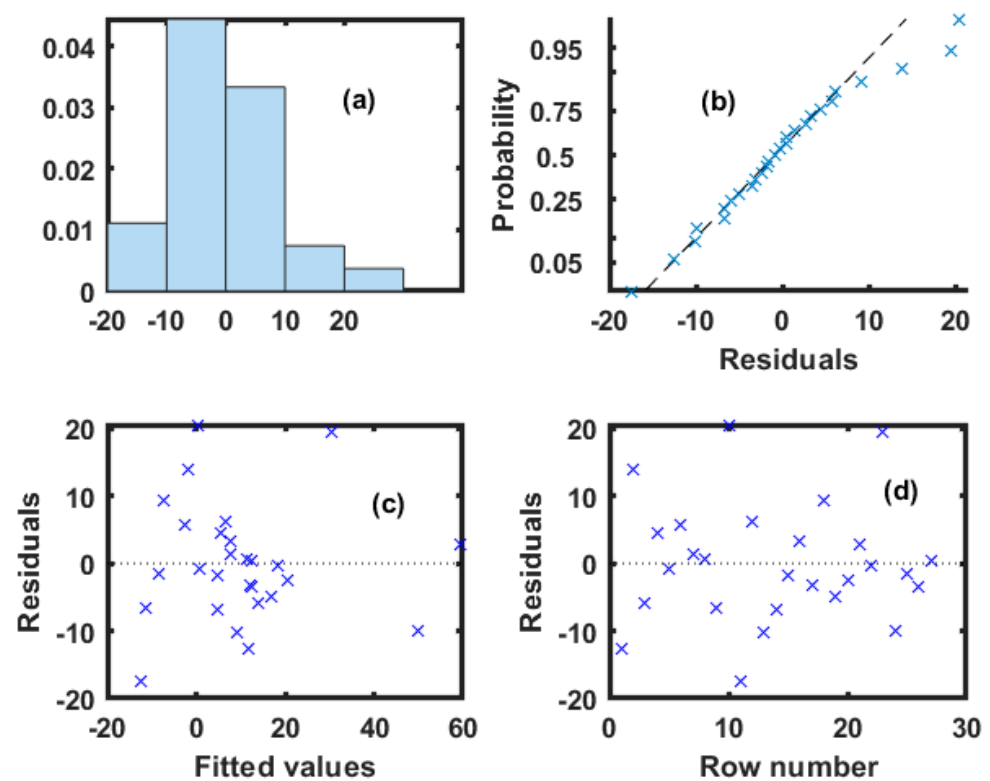 0.04
0.03
0.02
0.01
0
-20 -10 0 10 20
(a)
Probability
0.95
0.75
0.5
0.25
0.05
-20 -10 0 10 20
Residuals
(b)
Residuals
20
10
0
-10
-20
-20 0 20 40 60
Fitted values
(c)
Residuals
20
10
0
-10
-20
0 10 20 30
Row number
(d)